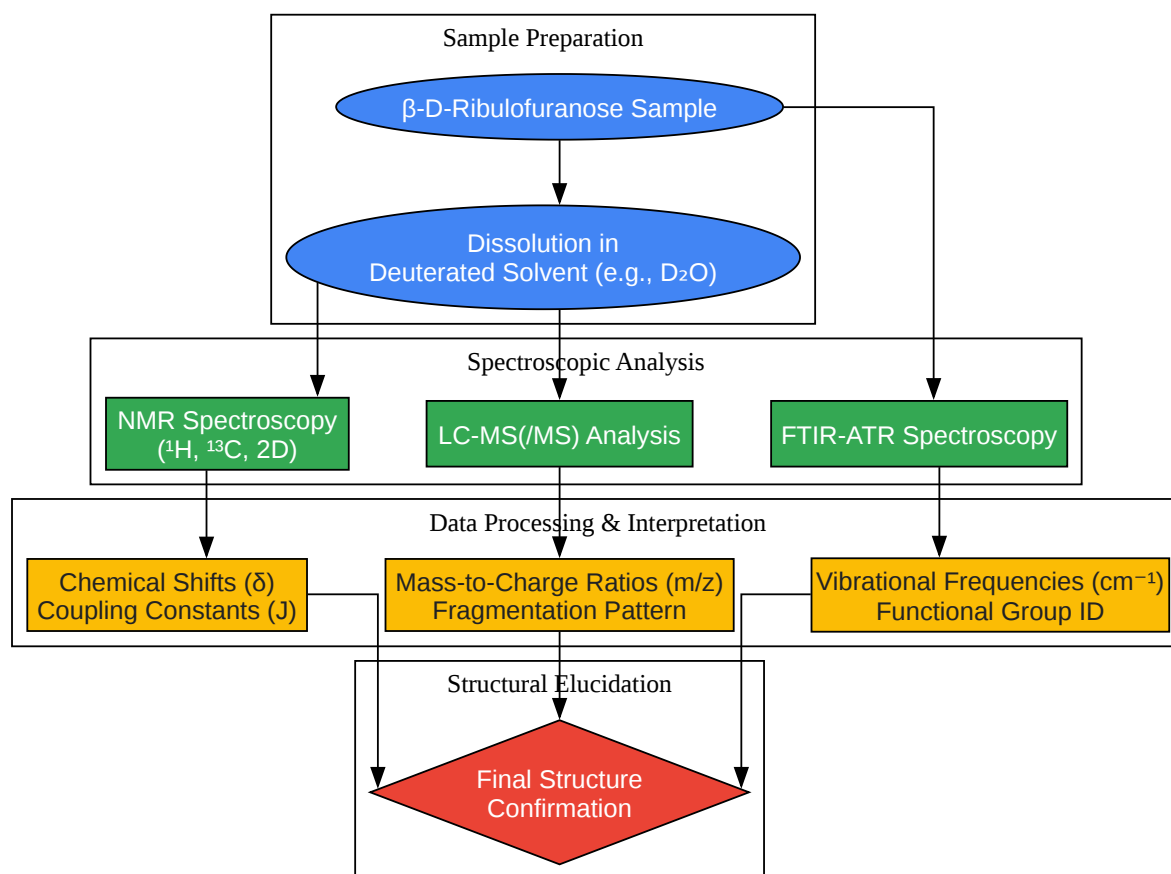 Sample Preparation
β-D-Ribulofuranose Sample
Dissolution in
Deuterated Solvent (e.g., D₂O)
Spectroscopic Analysis
NMR Spectroscopy
(¹H, ¹³C, 2D)
LC-MS(/MS) Analysis
FTIR-ATR Spectroscopy
Data Processing & Interpretation
Chemical Shifts (δ)
Coupling Constants (J)
Mass-to-Charge Ratios (m/z)
Fragmentation Pattern
Vibrational Frequencies (cm⁻¹)
Functional Group ID
Structural Elucidation
Final Structure
Confirmation